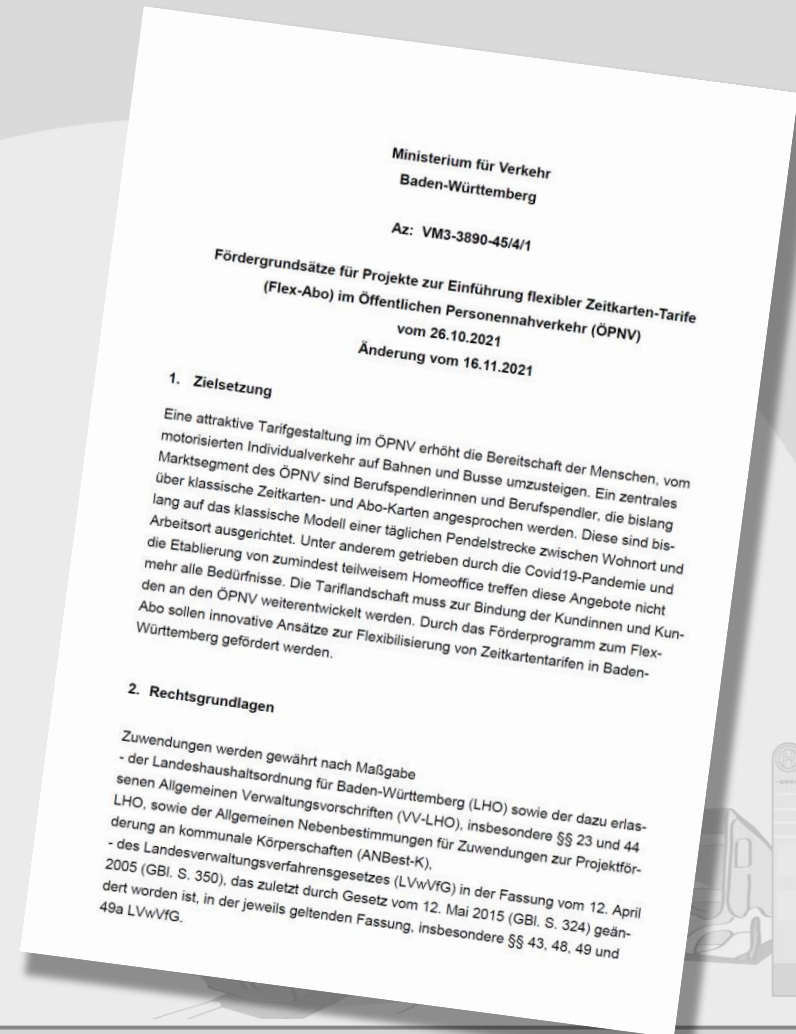 Ministerium für Verkehr
Baden-Württemberg
Az: VM3-3890-45/4/1
Fördergrundsätze für Projekte zur Einführung flexibler Zeitkarten-Tarife
(Flex-Abo) im Öffentlichen Personennahverkehr (ÖPNV)
vom 26.10.2021
Änderung vom 16.11.2021
1. Zielsetzung
Eine attraktive Tarifgestaltung im ÖPNV erhöht die Bereitschaft der Menschen, vom
motorisierten Individualverkehr auf Bahnen und Busse umzusteigen. Ein zentrales
Marktsegment des ÖPNV sind Berufspendlerinnen und Berufspendler, die bislang
über klassische Zeitkarten- und Abo-Karten angesprochen werden. Diese sind bis-
lang auf das klassische Modell einer täglichen Pendelstrecke zwischen Wohnort und
Arbeitsort ausgerichtet. Unter anderem getrieben durch die Covid19-Pandemie und
die Etablierung von zumindest teilweisem Homeoffice treffen diese Angebote nicht
mehr alle Bedürfnisse. Die Tariflandschaft muss zur Bindung der Kundinnen und Kun-
den an den ÖPNV weiterentwickelt werden. Durch das Förderprogramm zum Flex-
Abo sollen innovative Ansätze zur Flexibilisierung von Zeitkartentarifen in Baden-
Württemberg gefördert werden.
2. Rechtsgrundlagen
Zuwendungen werden gewährt nach Maßgabe
- der Landeshaushaltsordnung für Baden-Württemberg (LHO) sowie der dazu erlas-
senen Allgemeinen Verwaltungsvorschriften (VV-LHO), insbesondere §§ 23 und 44
LHO, sowie der Allgemeinen Nebenbestimmungen für Zuwendungen zur Projektför-
derung an kommunale Körperschaften (ANBest-K),
- des Landesverwaltungsverfahrensgesetzes (LVwVfG) in der Fassung vom 12. April
2005 (GBl. S. 350), das zuletzt durch Gesetz vom 12. Mai 2015 (GBl. S. 324) geän-
dert worden ist, in der jeweils geltenden Fassung, insbesondere §§ 43, 48, 49 und
49a LVwVfG.